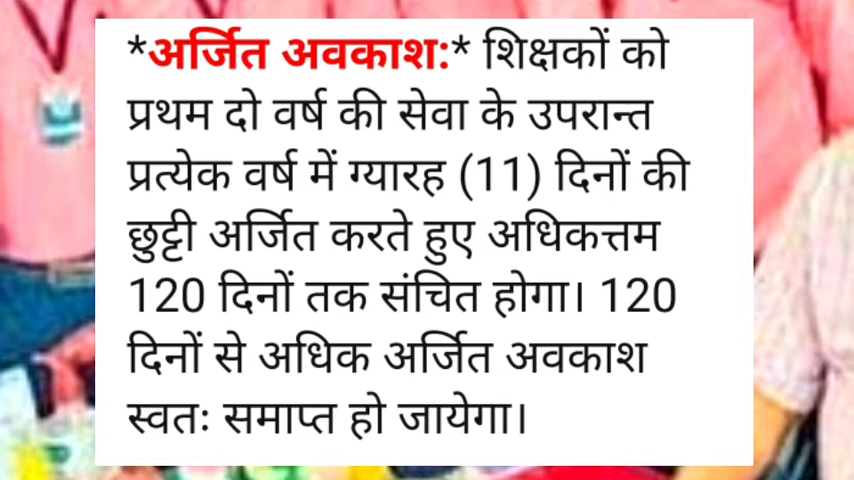 *अर्जित अवकाश:* शिक्षकों को
प्रथम दो वर्ष की सेवा के उपरान्त
प्रत्येक वर्ष में ग्यारह (11) दिनों की
छुट्टी अर्जित करते हुए अधिकत्तम
120 दिनों तक संचित होगा। 120
दिनों से अधिक अर्जित अवकाश
स्वतः समाप्त हो जायेगा।